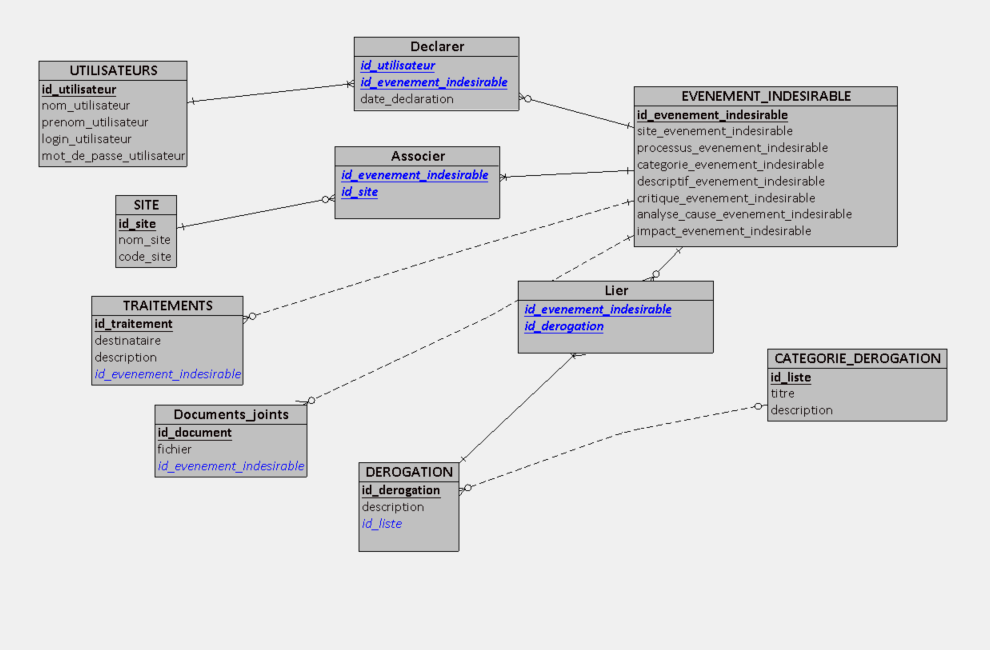 Declarer
id_utilisateur
id_evenement_indesirable
date_declaration
UTILISATEURS
id_utilisateur
nom_utilisateur
prenom_utilisateur
login_utilisateur
mot_de_passe_utilisateur
EVENEMENT_INDESIRABLE
id_evenement_indesirable
site_evenement_indesirable
processus_evenement_indesirable
categorie_evenement_indesirable
descriptif_evenement_indesirable
critique_evenement_indesirable
analyse_cause_evenement_indesirable
impact_evenement_indesirable
Associer
id_evenement_indesirable
id_site
SITE
id_site
nom_site
code_site
Lier
id_evenement_indesirable
id_derogation
TRAITEMENTS
id_traitement
destinataire
description
id_evenement_indesirable
CATEGORIE_DEROGATION
id_liste
titre
description
Documents_joints
id_document
fichier
id_evenement_indesirable
DEROGATION
id_derogation
description
id_liste